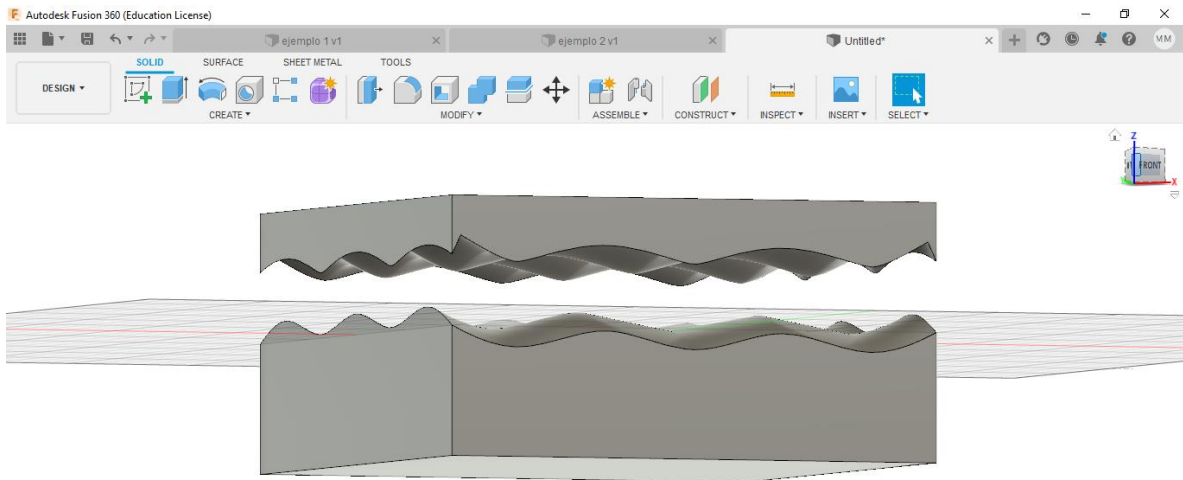 Autodesk Fusion 360 (Education License)
ejemplo 1 v1
ejemplo 2 v1
Untitled*
MM
SOLID SURFACE SHEET METAL TOOLS
DESIGN
CREATE MODIFY ASSEMBLE CONSTRUCT INSPECT INSERT SELECT
Z
FRONT
X